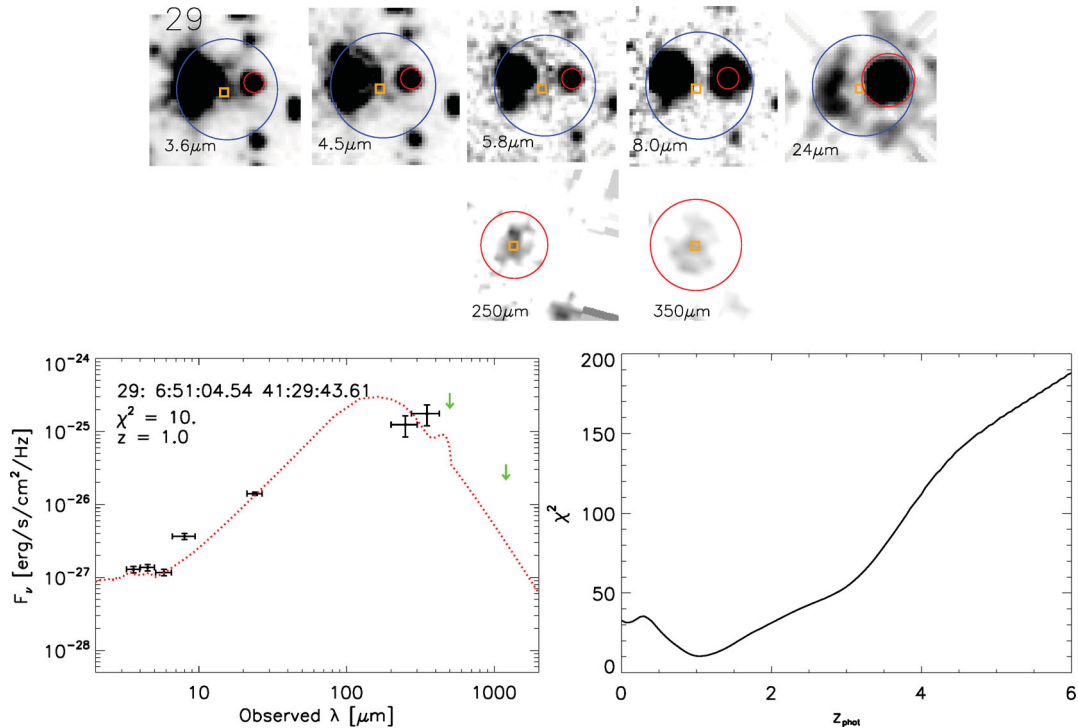 29
3.6μm
4.5μm
5.8μm
8.0μm
24μm
250μm
350μm
29: 6:51:04.54 41:29:43.61
χ² = 10.
z = 1.0
10⁻²⁴
10⁻²⁵
10⁻²⁶
10⁻²⁷
10⁻²⁸
F_ν [erg/s/cm²/Hz]
10
100
1000
Observed λ [μm]
200
150
100
50
0
χ²
0
2
4
6
z_phot